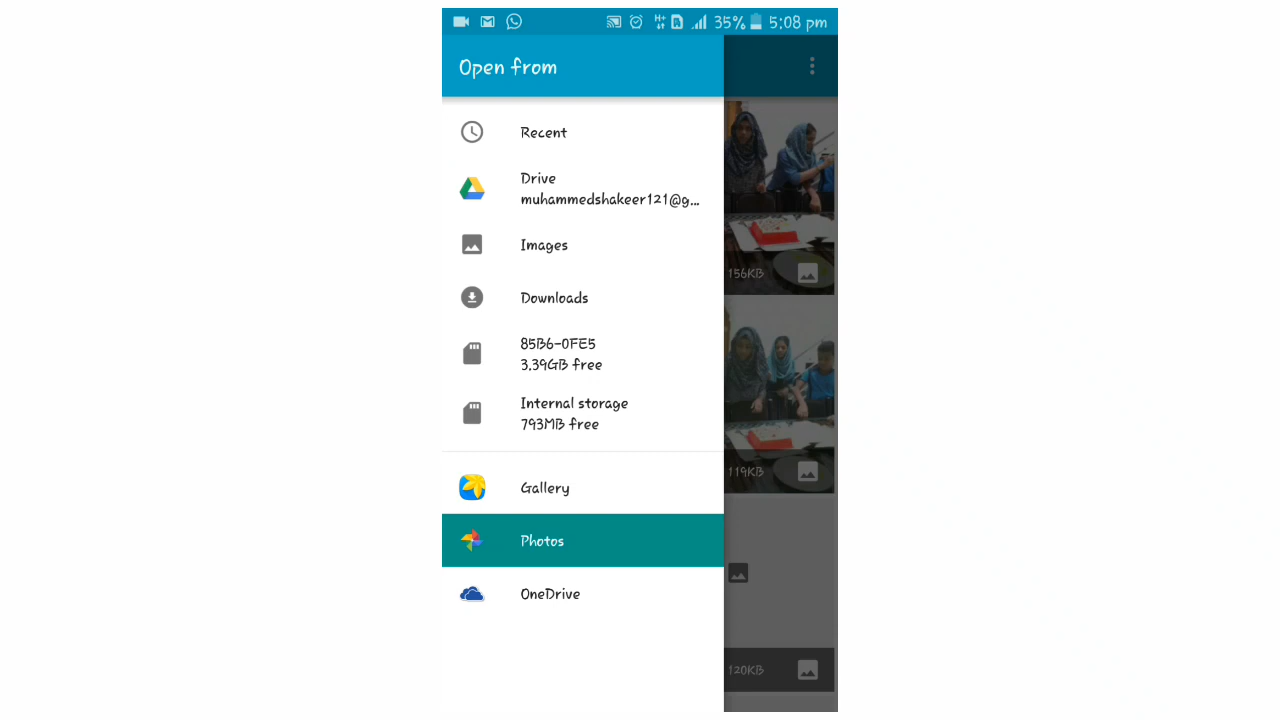 35% 5:08 pm
Open from
Recent
Drive
muhammedshakeer121@g...
Images
Downloads
85B6-0FE5
3.39GB free
Internal storage
793MB free
Gallery
Photos
OneDrive
156KB
119KB
120KB